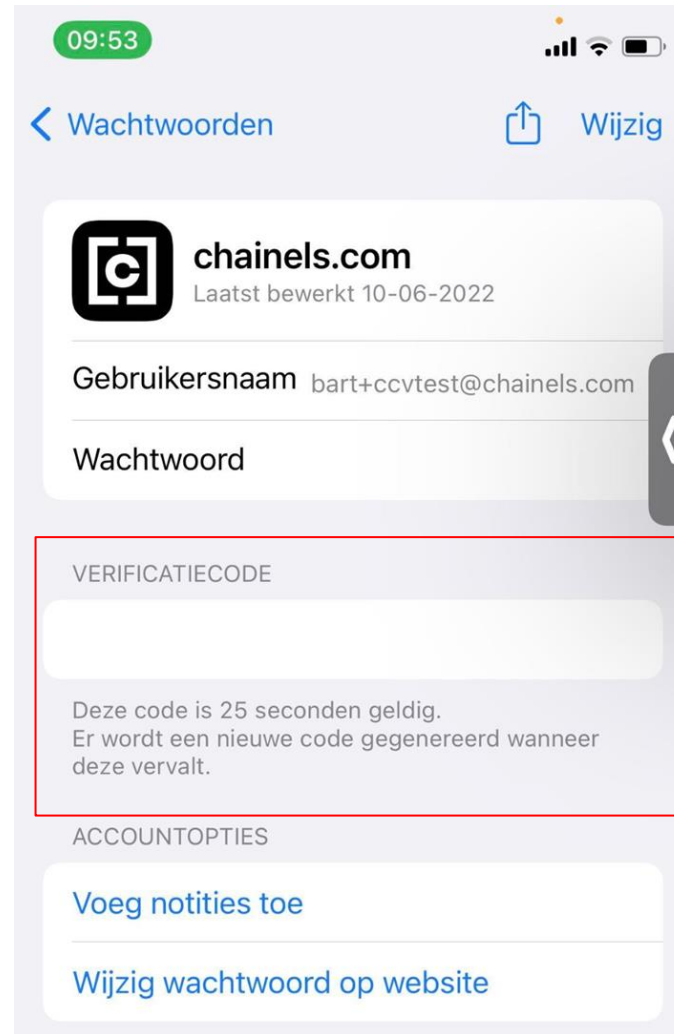 09:53
Wachtwoorden
Wijzig
chainels.com
Laatst bewerkt 10-06-2022
Gebruikersnaam bart+ccvtest@chainels.com
Wachtwoord
VERIFICATIECODE
Deze code is 25 seconden geldig.
Er wordt een nieuwe code gegenereerd wanneer
deze vervalt.
ACCOUNTOPTIES
Voeg notities toe
Wijzig wachtwoord op website